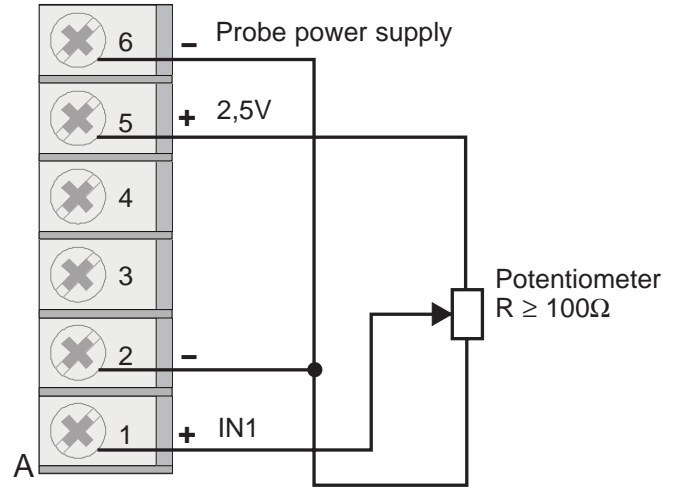 6 – Probe power supply
5 + 2,5V
4
3
Potentiometer
R ≥ 100Ω
2 –
1 + IN1
A